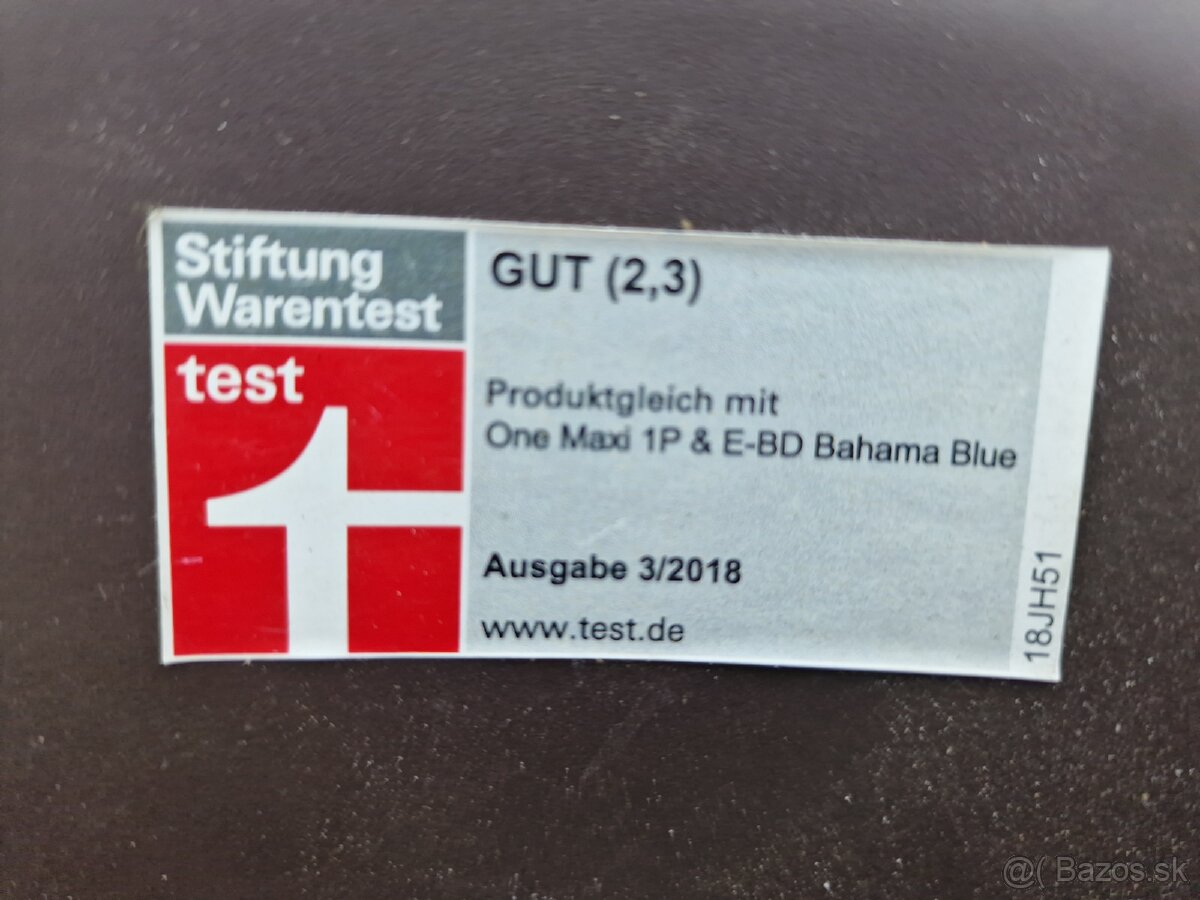 Stiftung
Warentest
test
GUT (2,3)
Produktgleich mit
One Maxi 1P & E-BD Bahama Blue
Ausgabe 3/2018
www.test.de
18JH51
@( Bazos.sk